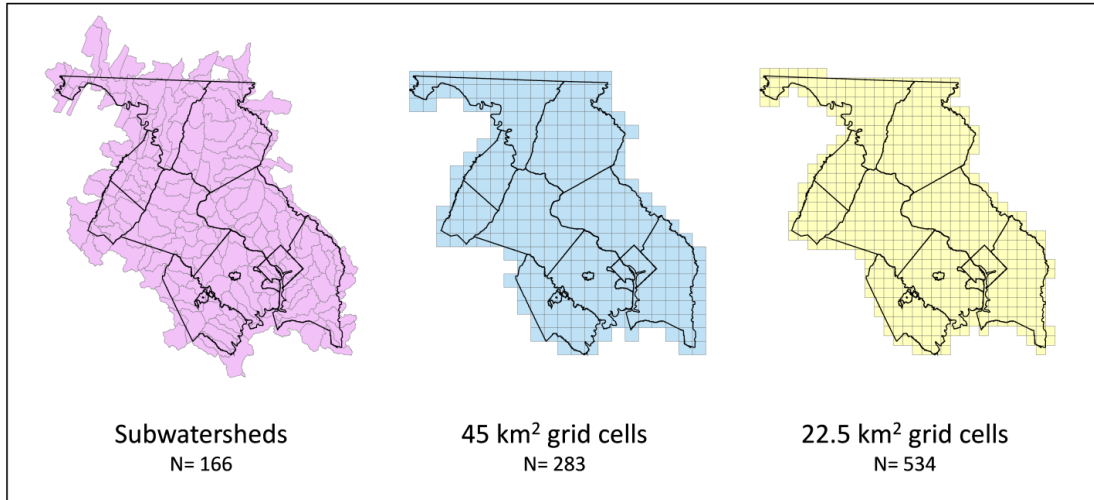 Subwatersheds
N= 166
45 km² grid cells
N= 283
22.5 km² grid cells
N= 534